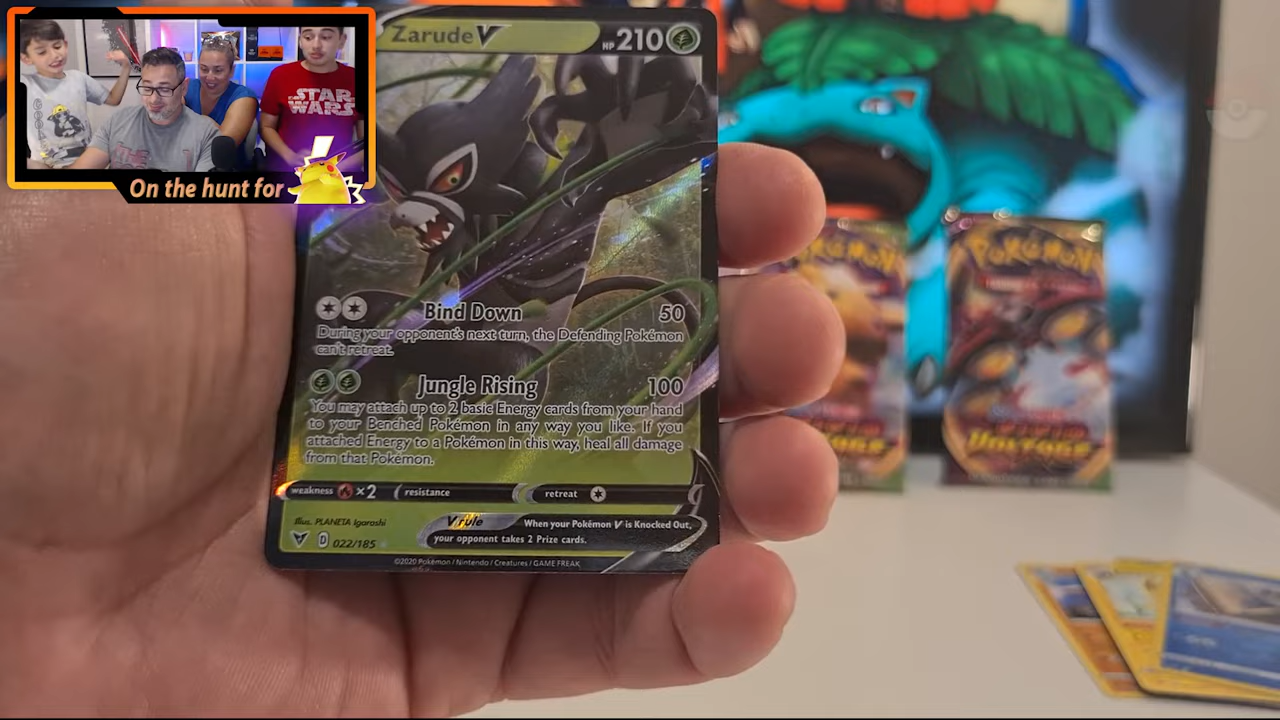 STAR
WARS
On the hunt for
Zarude V HP 210
Bind Down 50
During your opponent's next turn, the Defending Pokémon
can't retreat.
Jungle Rising 100
You may attach up to 2 basic Energy cards from your hand
to your Benched Pokémon in any way you like. If you
attached Energy to a Pokémon in this way, heal all damage
from that Pokémon.
weakness ×2 resistance retreat
Illus. PLANETA Igarashi
V rule When your Pokémon V is Knocked Out,
your opponent takes 2 Prize cards.
D 022/185
©2020 Pokémon / Nintendo / Creatures / GAME FREAK
POKÉMON
VOLTAGE
POKÉMON
VOLTAGE